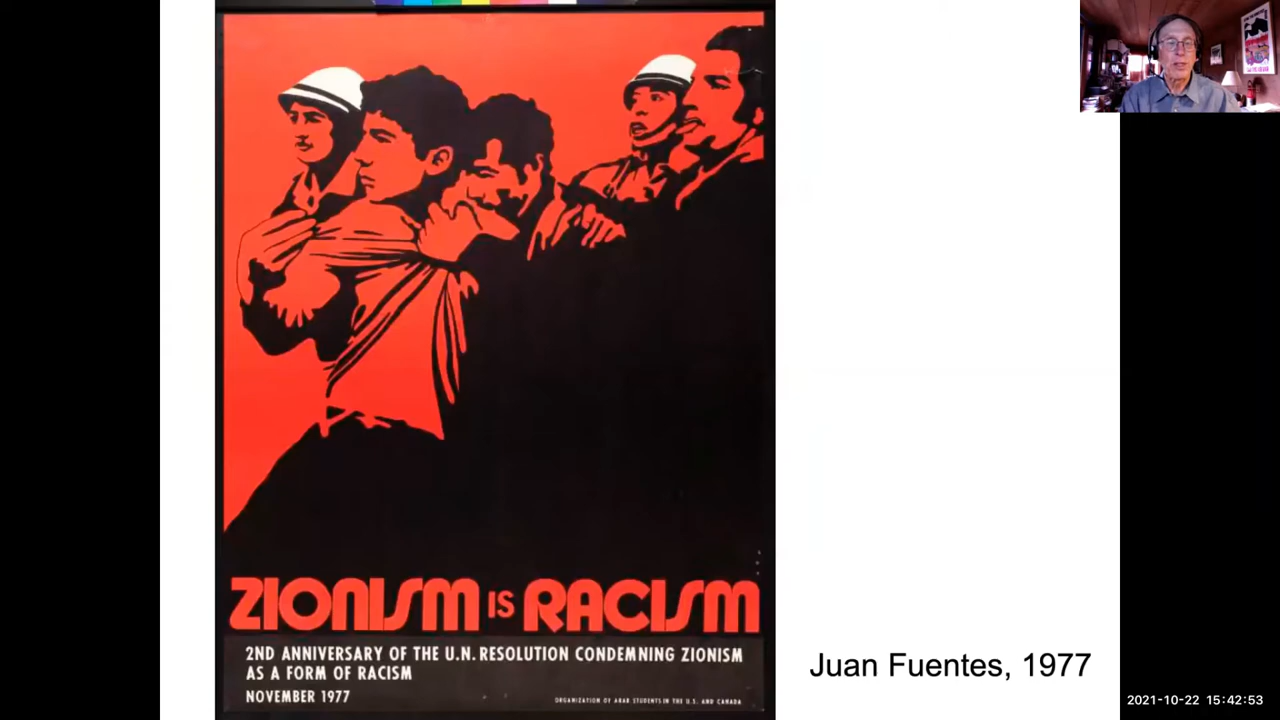 ZIONISM IS RACISM
2ND ANNIVERSARY OF THE U.N. RESOLUTION CONDEMNING ZIONISM
AS A FORM OF RACISM
NOVEMBER 1977
ORGANIZATION OF ARAB STUDENTS IN THE U.S. AND CANADA
Juan Fuentes, 1977
2021-10-22 15:42:53